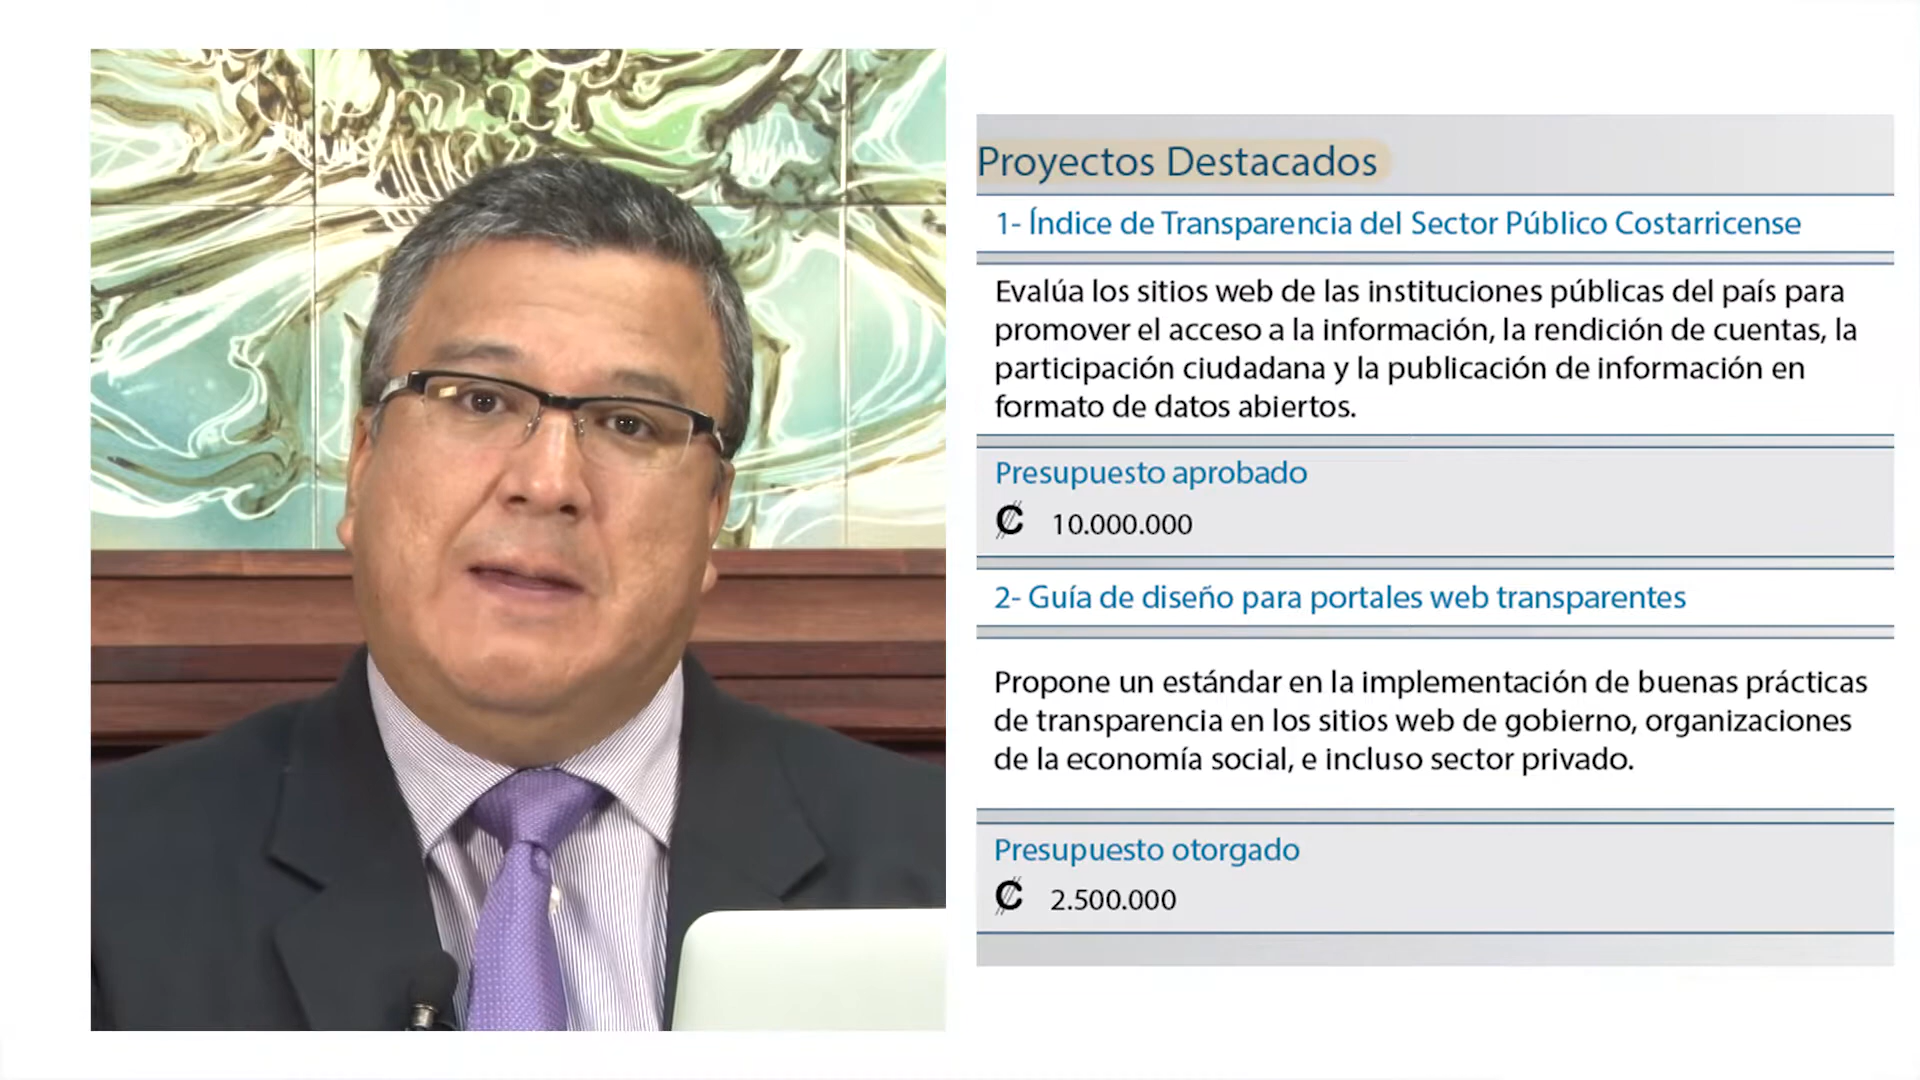 Proyectos Destacados
1- Índice de Transparencia del Sector Público Costarricense
Evalúa los sitios web de las instituciones públicas del país para
promover el acceso a la información, la rendición de cuentas, la
participación ciudadana y la publicación de información en
formato de datos abiertos.
Presupuesto aprobado
₡ 10.000.000
2- Guía de diseño para portales web transparentes
Propone un estándar en la implementación de buenas prácticas
de transparencia en los sitios web de gobierno, organizaciones
de la economía social, e incluso sector privado.
Presupuesto otorgado
₡ 2.500.000